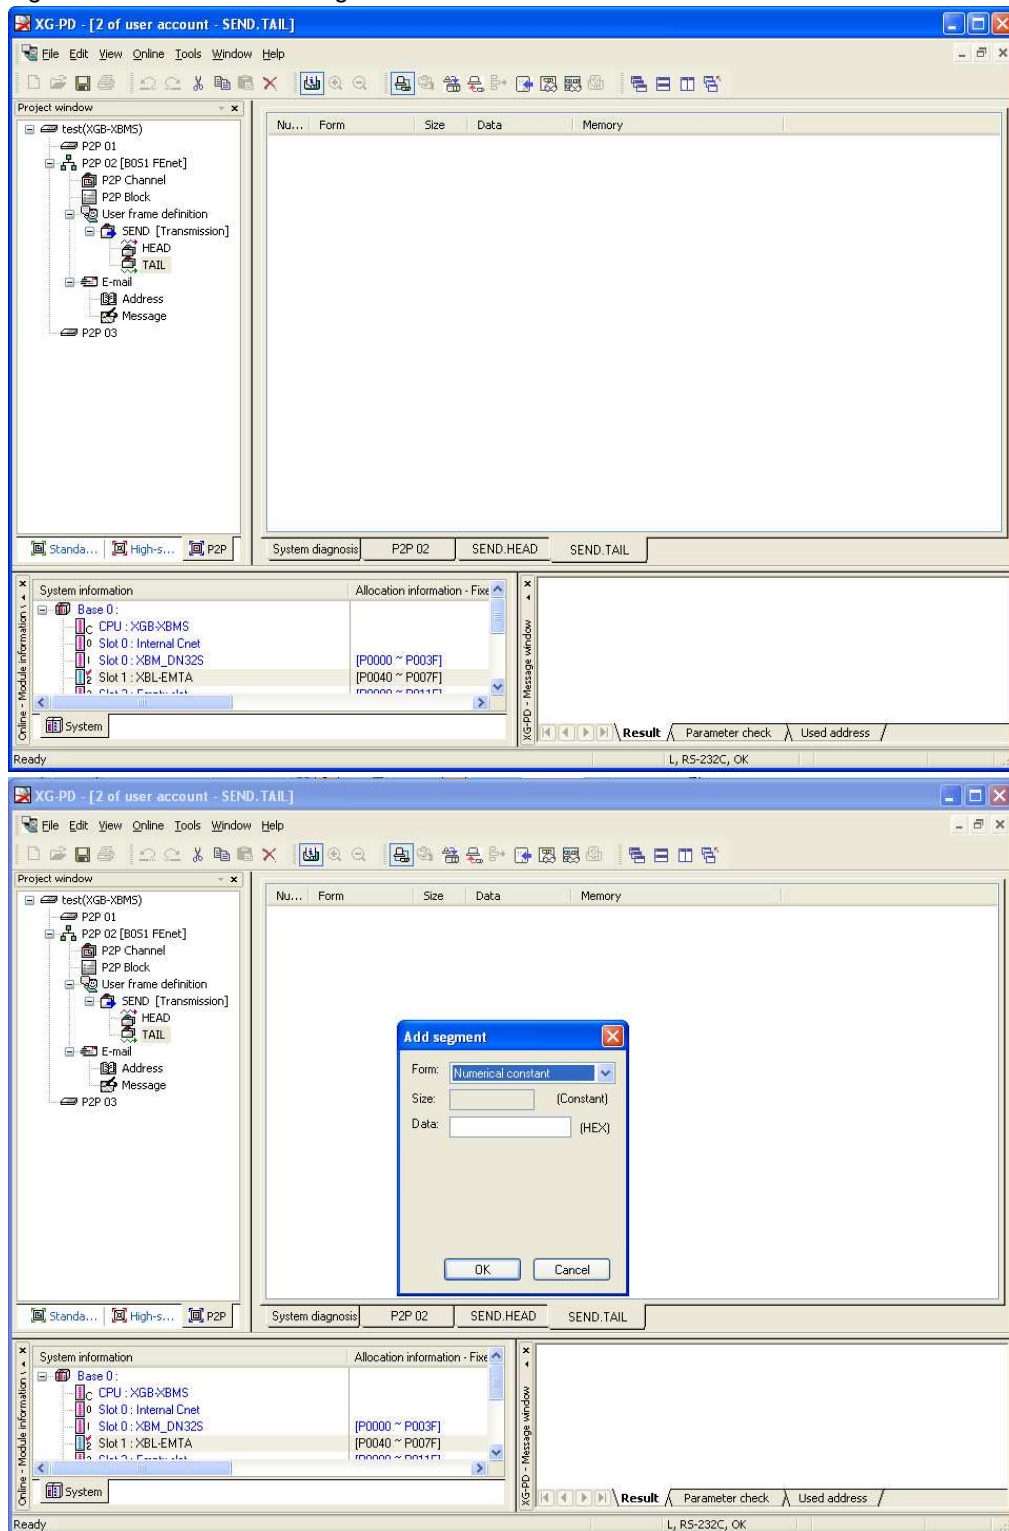 XG-PD - [2 of user account - SEND.TAIL]
File Edit View Online Tools Window Help
Project window
test(XGB-XBMS)
P2P 01
P2P 02 [B0S1 FEnet]
P2P Channel
P2P Block
User frame definition
SEND [Transmission]
HEAD
TAIL
E-mail
Address
Message
P2P 03
Nu... Form Size Data Memory
Standa... High-s... P2P
System diagnosis P2P 02 SEND.HEAD SEND.TAIL
System information Allocation information - Fixe
Base 0 :
CPU : XGB-XBMS
Slot 0 : Internal Cnet
Slot 0 : XBM_DN32S [P0000 ~ P003F]
Slot 1 : XBL-EMTA [P0040 ~ P007F]
System
Online - Module information
XG-PD - Message window
Result Parameter check Used address
Ready L, RS-232C, OK
XG-PD - [2 of user account - SEND.TAIL]
File Edit View Online Tools Window Help
Project window
test(XGB-XBMS)
P2P 01
P2P 02 [B0S1 FEnet]
P2P Channel
P2P Block
User frame definition
SEND [Transmission]
HEAD
TAIL
E-mail
Address
Message
P2P 03
Nu... Form Size Data Memory
Add segment
Form: Numerical constant
Size: (Constant)
Data: (HEX)
OK Cancel
Standa... High-s... P2P
System diagnosis P2P 02 SEND.HEAD SEND.TAIL
System information Allocation information - Fixe
Base 0 :
CPU : XGB-XBMS
Slot 0 : Internal Cnet
Slot 0 : XBM_DN32S [P0000 ~ P003F]
Slot 1 : XBL-EMTA [P0040 ~ P007F]
System
Online - Module information
XG-PD - Message window
Result Parameter check Used address
Ready L, RS-232C, OK